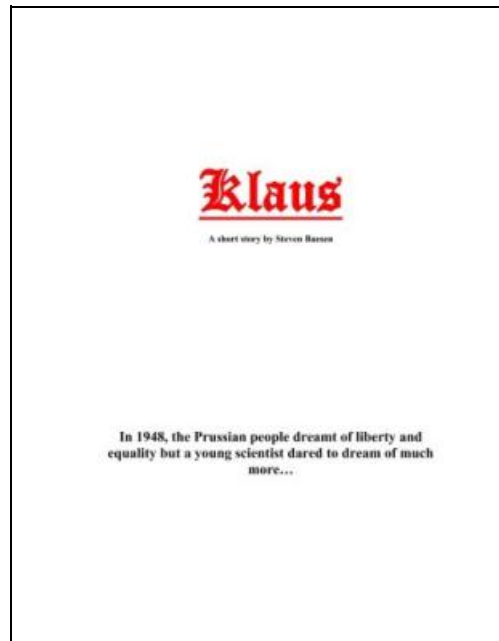 Klaus
A short story by Steven
In 1948, the Prussian people dreamt of liberty and
equality but a young scientist dared to dream of much
more…